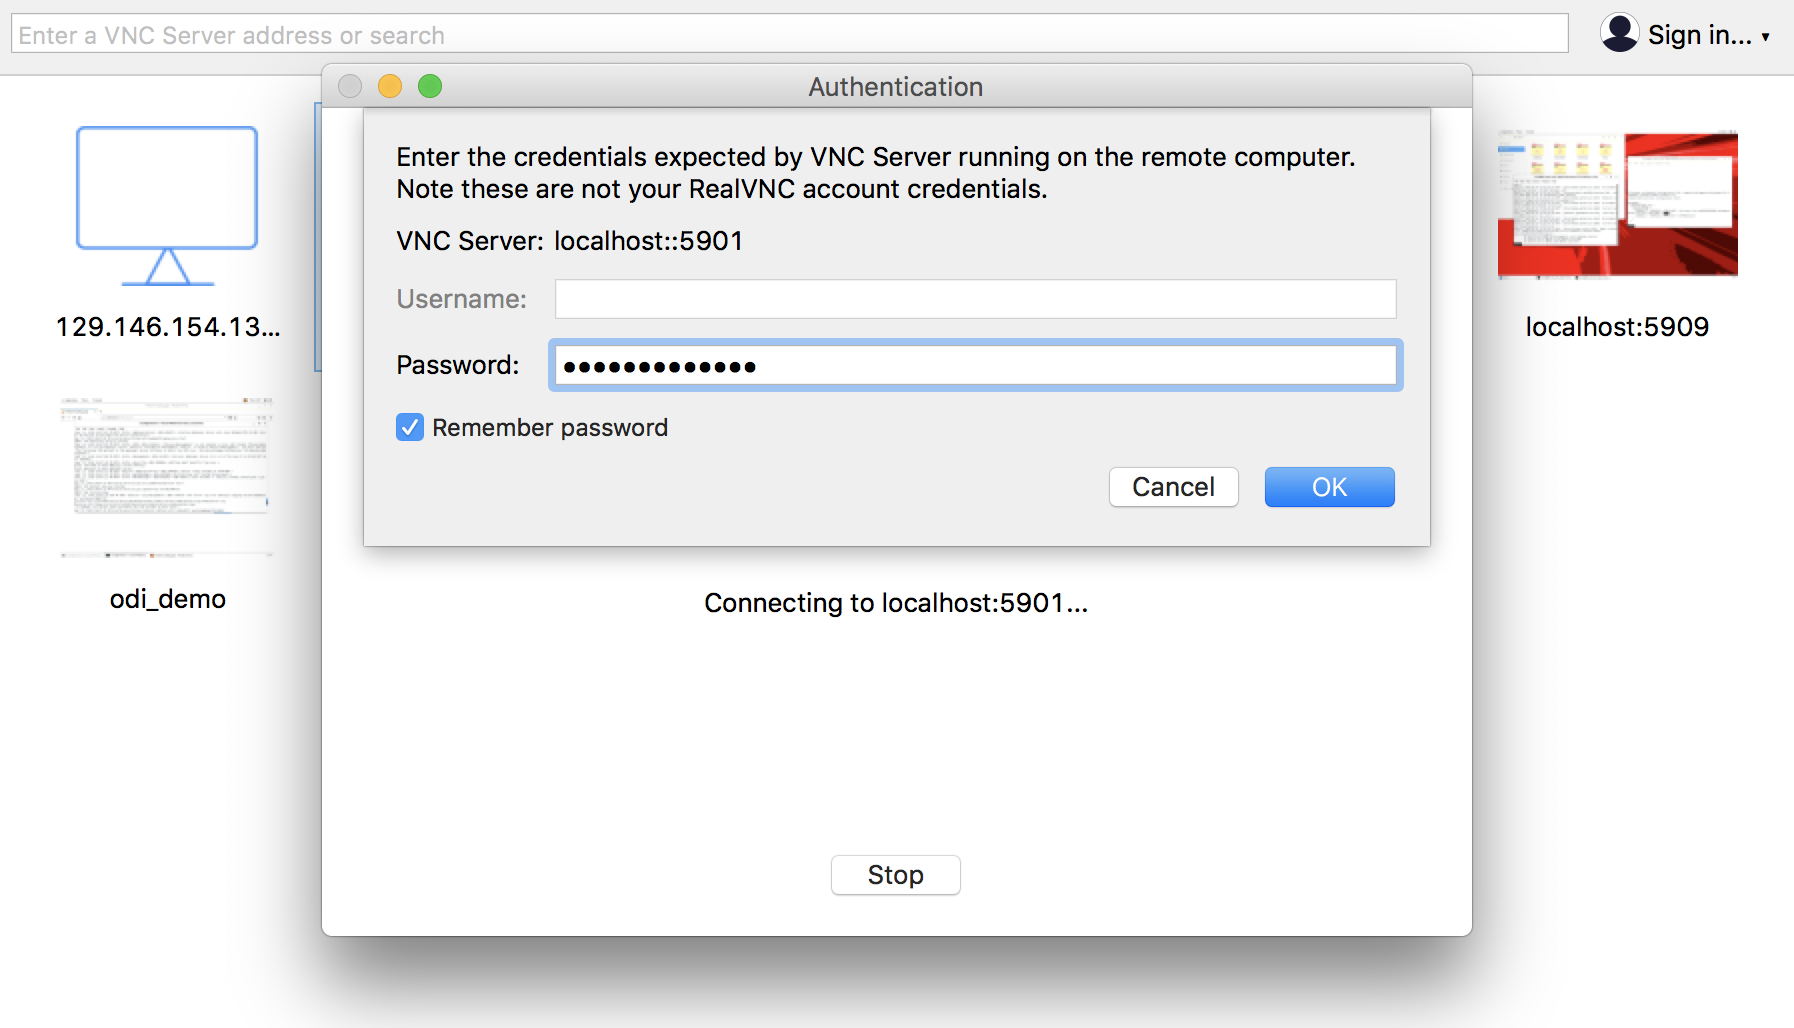 Enter a VNC Server address or search
Sign in... ▾
Authentication
Enter the credentials expected by VNC Server running on the remote computer.
Note these are not your RealVNC account credentials.
VNC Server: localhost::5901
Username:
Password: •••••••••••••
Remember password
Cancel
OK
Connecting to localhost:5901...
Stop
129.146.154.13...
localhost:5909
odi_demo